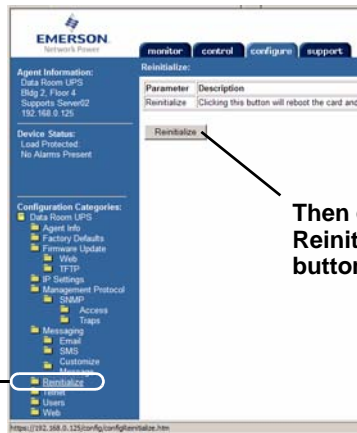 EMERSON
Network Power
monitor
control
configure
support
Agent Information:
Data Room UPS
Bldg 2, Floor 4
Supports Server02
192.168.0.125
Device Status:
Load Protected:
No Alarms Present
Configuration Categories:
Data Room UPS
Agent Info
Factory Defaults
Firmware Update
Web
TFTP
IP Settings
Management Protocol
SNMP
Access
Traps
Messaging
Email
SMS
Customize
Message
Reinitialize
Telnet
Users
Web
Reinitialize:
Parameter Description
Reinitialize Clicking this button will reboot the card and
Reinitialize
Then
Reinit
button
https://192.168.0.125/config/configReinitialize.htm